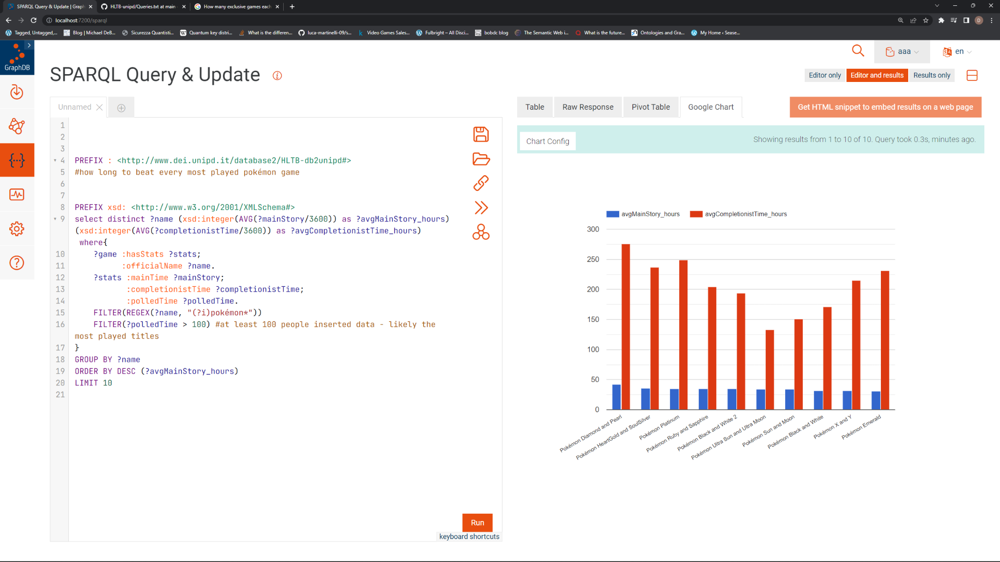 SPARQL Query & Update | Graph
HLTB-unipd/Queries.txt at main
How many exclusive games each
localhost:7200/sparql
Tagged, Untagged,...
Blog | Michael DeB...
Sicurezza Quantisti...
Quantum key distri...
What is the differen...
luca-martinelli-09/s...
Video Games Sales...
Fulbright – All Disci...
bobdc blog
The Semantic Web i...
What is the future...
Ontologies and Gra...
My Home ‹ Sease...
D
GraphDB
aaa
en
SPARQL Query & Update
Editor only
Editor and results
Results only
Unnamed
Table
Raw Response
Pivot Table
Google Chart
Get HTML snippet to embed results on a web page
Chart Config
Showing results from 1 to 10 of 10. Query took 0.3s, minutes ago.
1
2
3
4 PREFIX : <http://www.dei.unipd.it/database2/HLTB-db2unipd#>
5 #how long to beat every most played pokémon game
6
7
8 PREFIX xsd: <http://www.w3.org/2001/XMLSchema#>
9 select distinct ?name (xsd:integer(AVG(?mainStory/3600)) as ?avgMainStory_hours)
(xsd:integer(AVG(?completionistTime/3600)) as ?avgCompletionistTime_hours)
where{
10 ?game :hasStats ?stats;
11 :officialName ?name.
12 ?stats :mainTime ?mainStory;
13 :completionistTime ?completionistTime;
14 :polledTime ?polledTime.
15 FILTER(REGEX(?name, "(?i)pokémon*"))
16 FILTER(?polledTime > 100) #at least 100 people inserted data - likely the
most played titles
17 }
18 GROUP BY ?name
19 ORDER BY DESC (?avgMainStory_hours)
20 LIMIT 10
21
Run
keyboard shortcuts
avgMainStory_hours
avgCompletionistTime_hours
300
250
200
150
100
50
0
Pokémon Diamond and Pearl
Pokémon HeartGold and SoulSilver
Pokémon Platinum
Pokémon Ruby and Sapphire
Pokémon Black and White 2
Pokémon Ultra Sun and Ultra Moon
Pokémon Sun and Moon
Pokémon Black and White
Pokémon X and Y
Pokémon Emerald